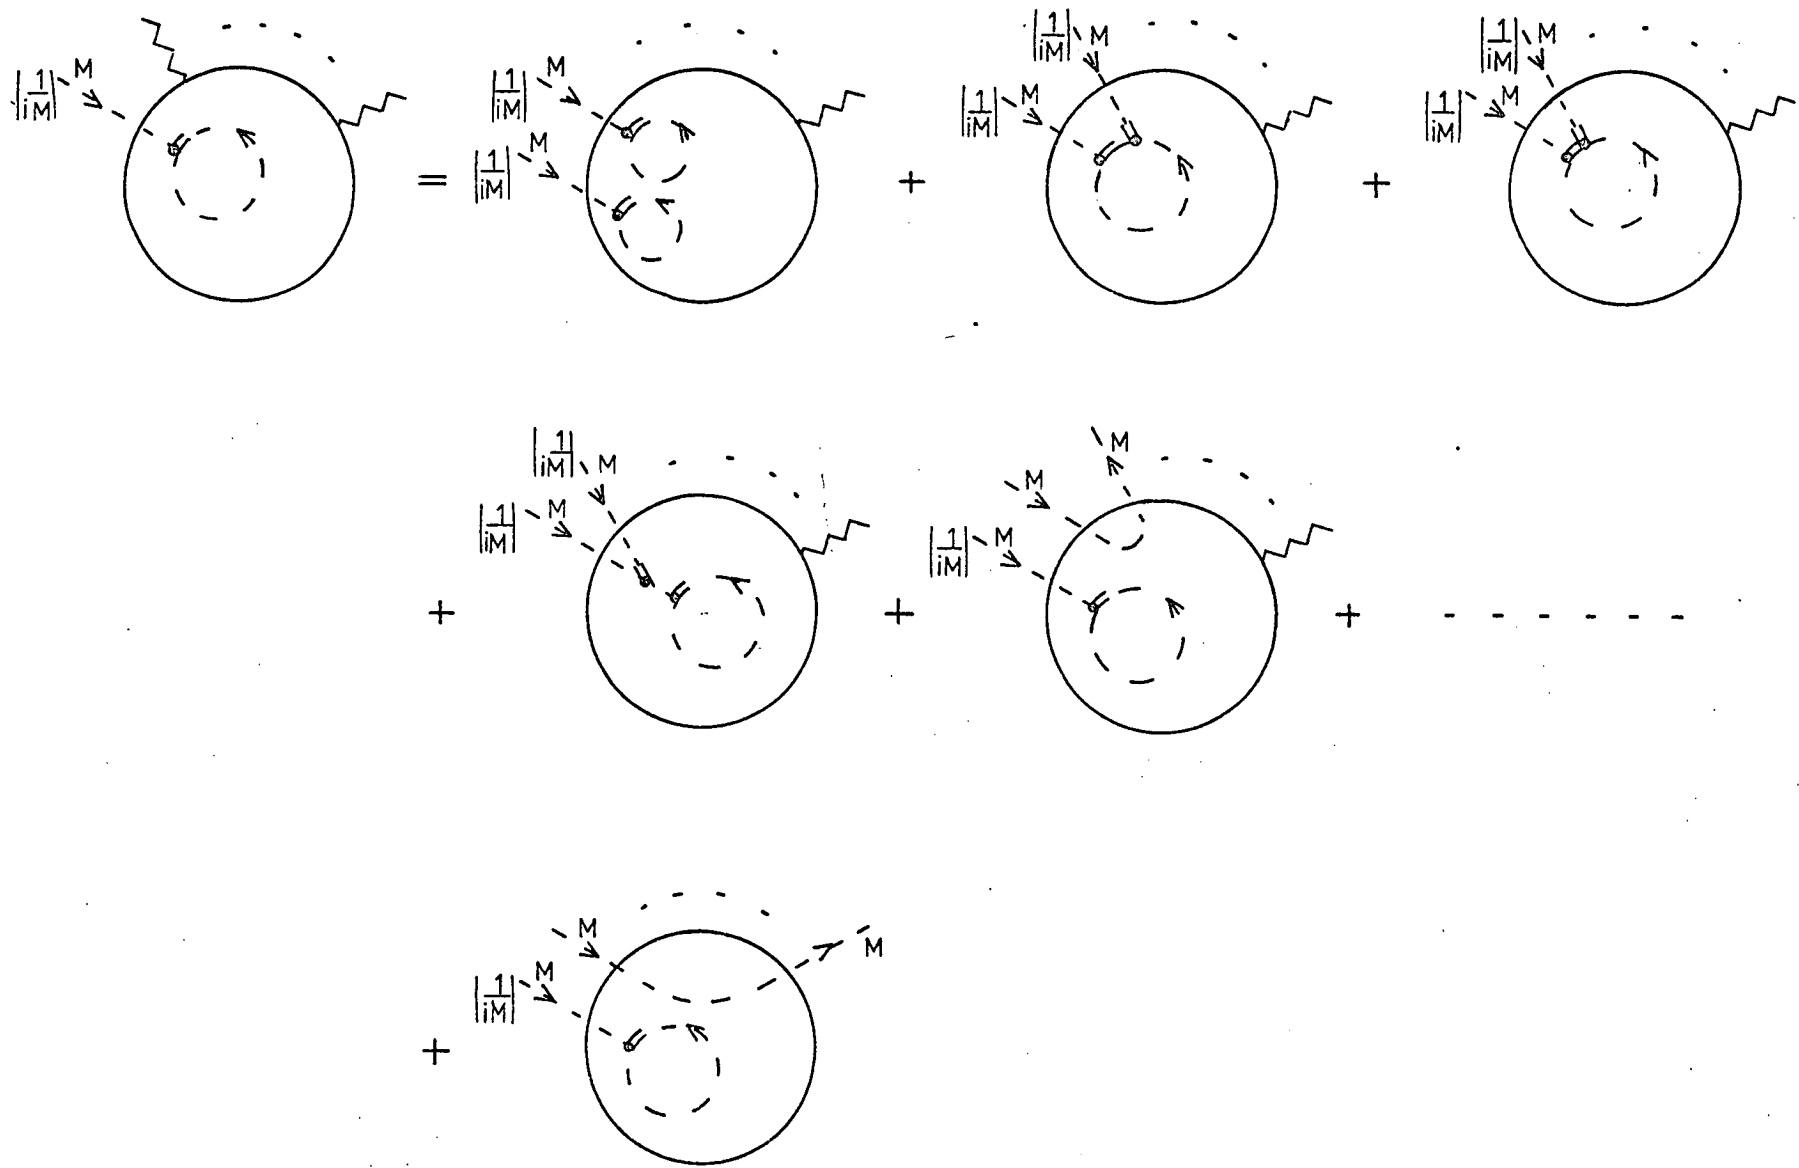 |1/iM| M = |1/iM| M |1/iM| M + |1/iM| M |1/iM| M + |1/iM| M |1/iM| M
+ |1/iM| M |1/iM| M + M M |1/iM| M + - - - - - -
+ M |1/iM| M M